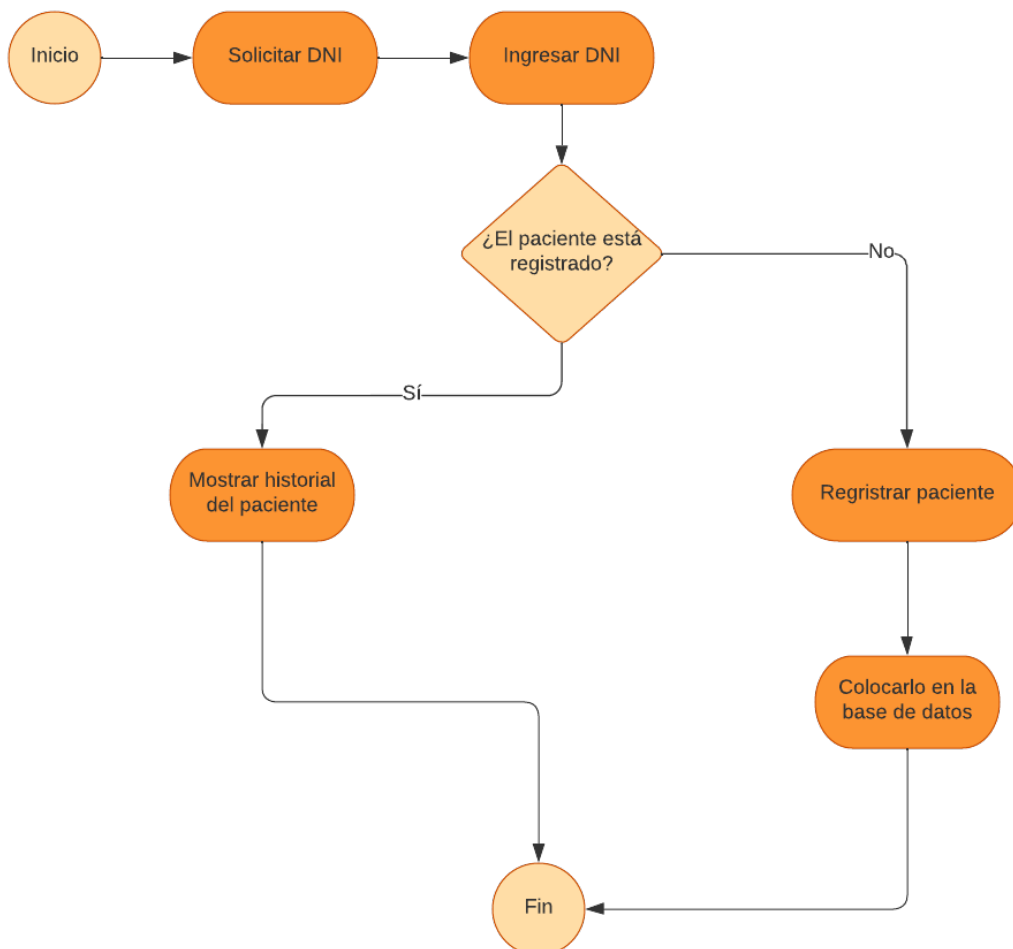 Inicio
Solicitar DNI
Ingresar DNI
¿El paciente está
registrado?
No
Sí
Mostrar historial
del paciente
Regristrar paciente
Colocarlo en la
base de datos
Fin